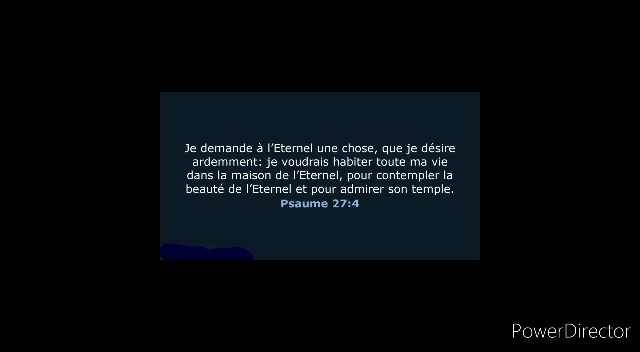 Je demande à l’Eternel une chose, que je désire
ardemment: je voudrais habiter toute ma vie
dans la maison de l’Eternel, pour contempler la
beauté de l’Eternel et pour admirer son temple.
Psaume 27:4
PowerDirector